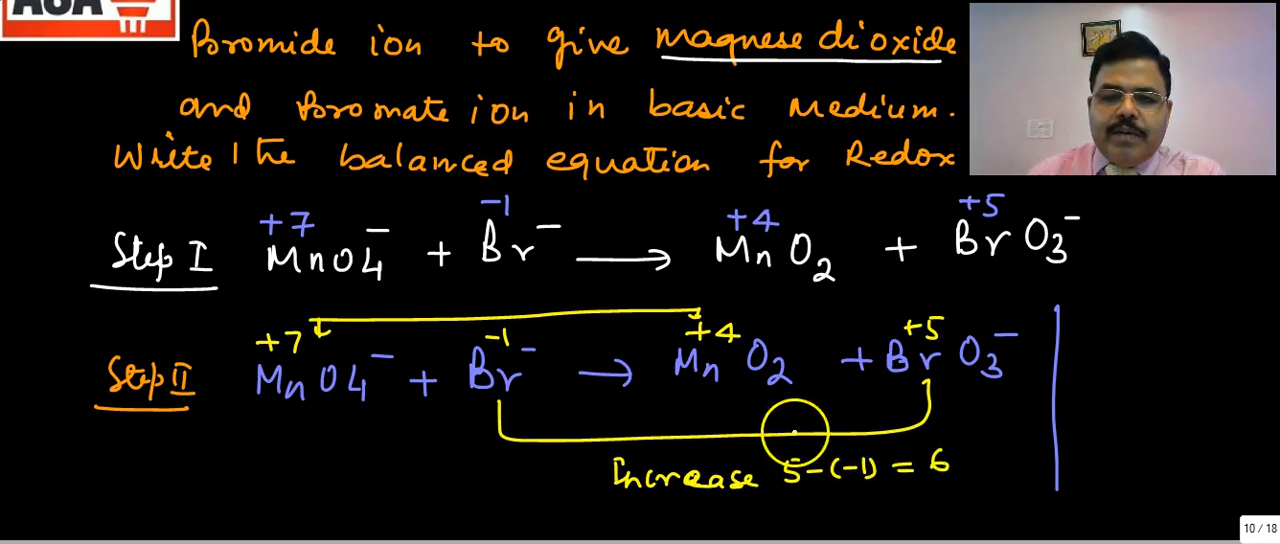 ASA
Bromide ion to give magnese dioxide
and Bromate ion in basic Medium.
Write the balanced equation for Redox
+7 -1 +4 +5
Step I MnO4⁻ + Br⁻ → MnO₂ + BrO₃⁻
+7 -1 +4 +5
Step II MnO4⁻ + Br⁻ → MnO₂ + BrO₃⁻
Increase 5-(-1) = 6
10 / 18